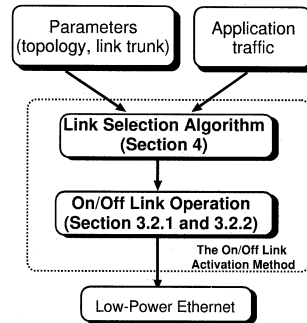 Parameters
(topology, link trunk)
Application
traffic
Link Selection Algorithm
(Section 4)
On/Off Link Operation
(Section 3.2.1 and 3.2.2)
The On/Off Link
Activation Method
Low-Power Ethernet